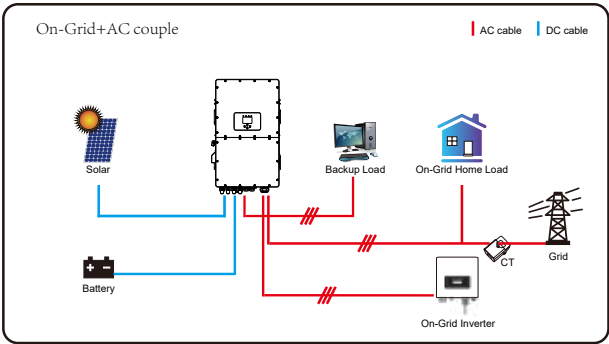 On-Grid+AC couple
AC cable
DC cable
Solar
Backup Load
On-Grid Home Load
CT
Grid
Battery
On-Grid Inverter